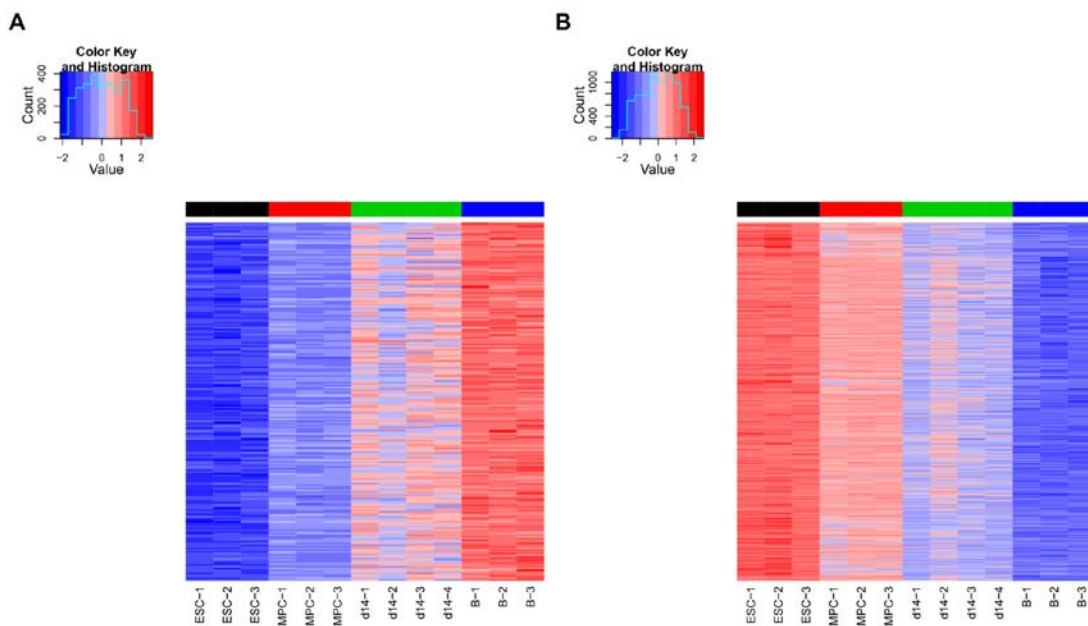 A
Color Key
and Histogram
Count
0 200 400
-2 0 1 2
Value
ESC-1
ESC-2
ESC-3
MPC-1
MPC-2
MPC-3
d14-1
d14-2
d14-3
d14-4
B-1
B-2
B-3
B
Color Key
and Histogram
Count
0 400 1000
-2 0 1 2
Value
ESC-1
ESC-2
ESC-3
MPC-1
MPC-2
MPC-3
d14-1
d14-2
d14-3
d14-4
B-1
B-2
B-3